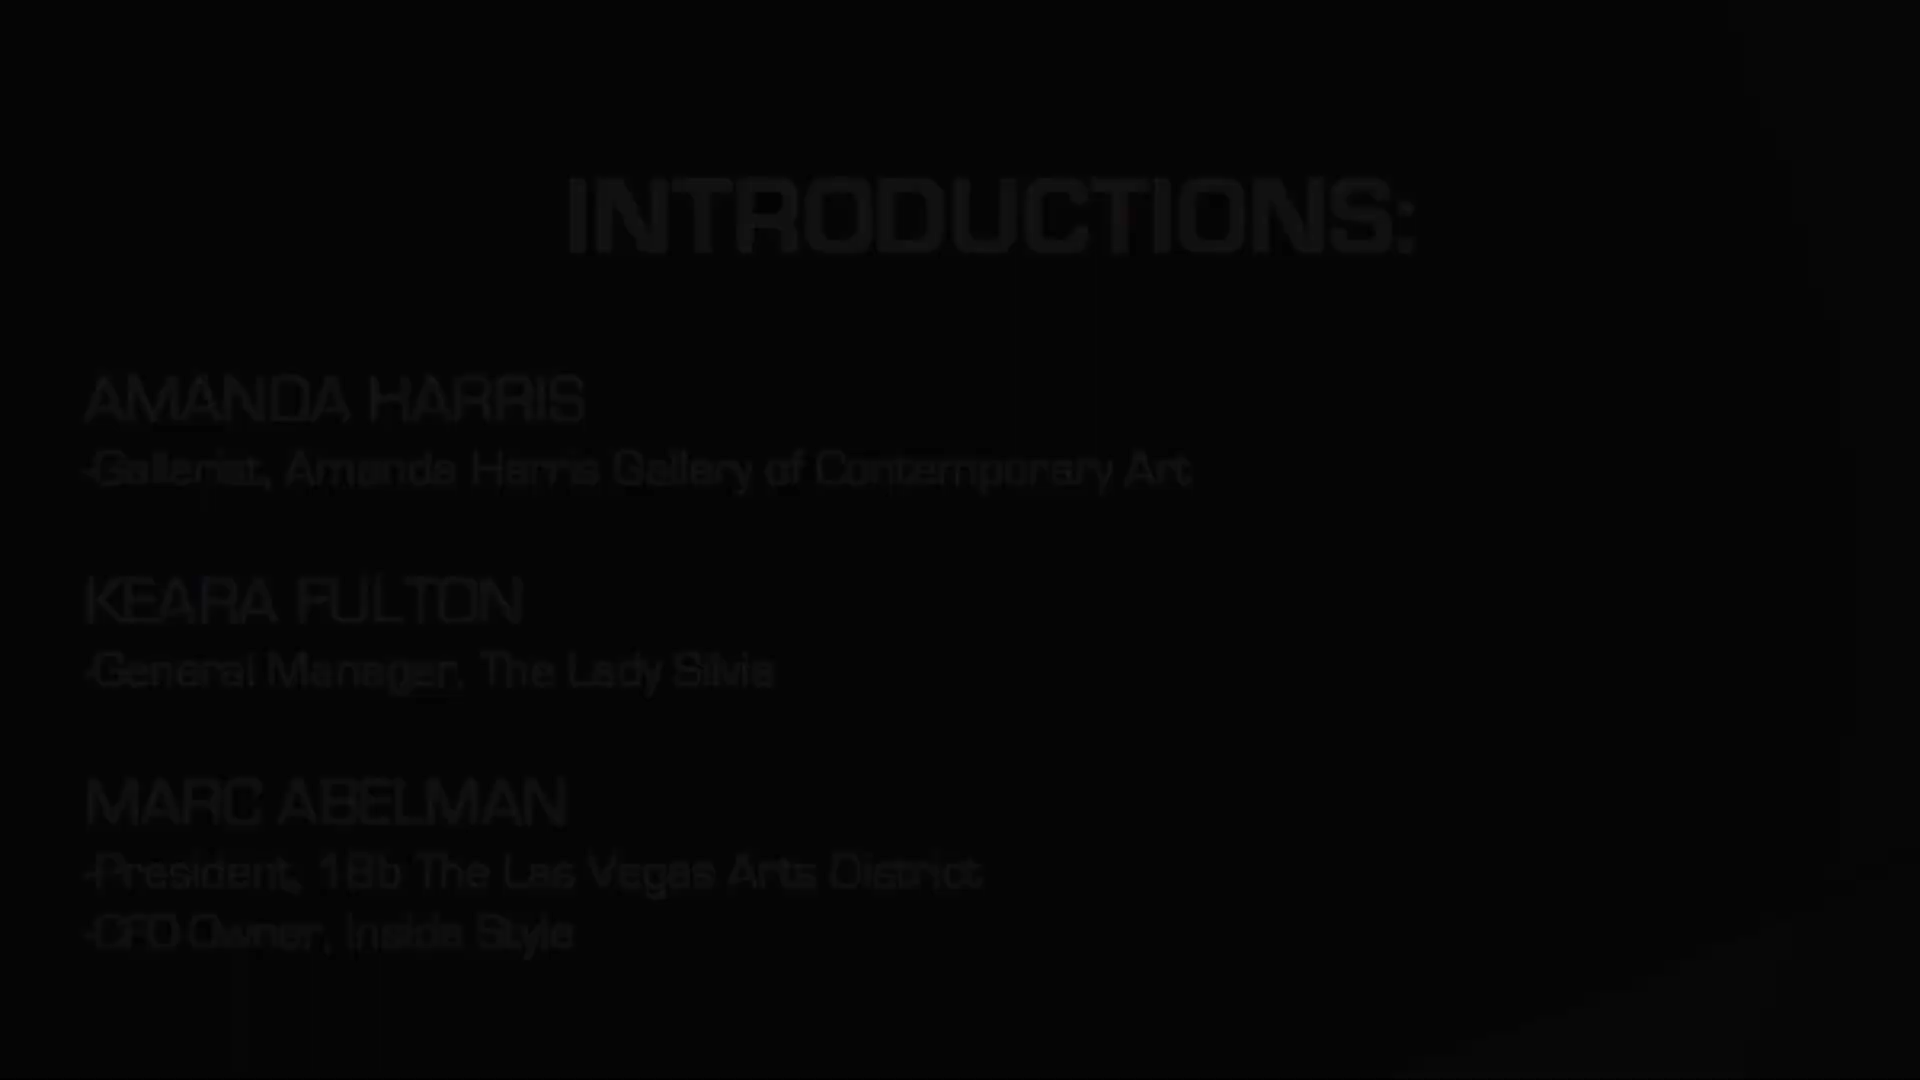 INTRODUCTIONS:
AMANDA HARRIS
-Gallerist, Amanda Harris Gallery of Contemporary Art
KEARA FULTON
-General Manager, The Lady Silvia
MARC ABELMAN
-President, 18b The Las Vegas Arts District
-CFO Owner, Inside Style